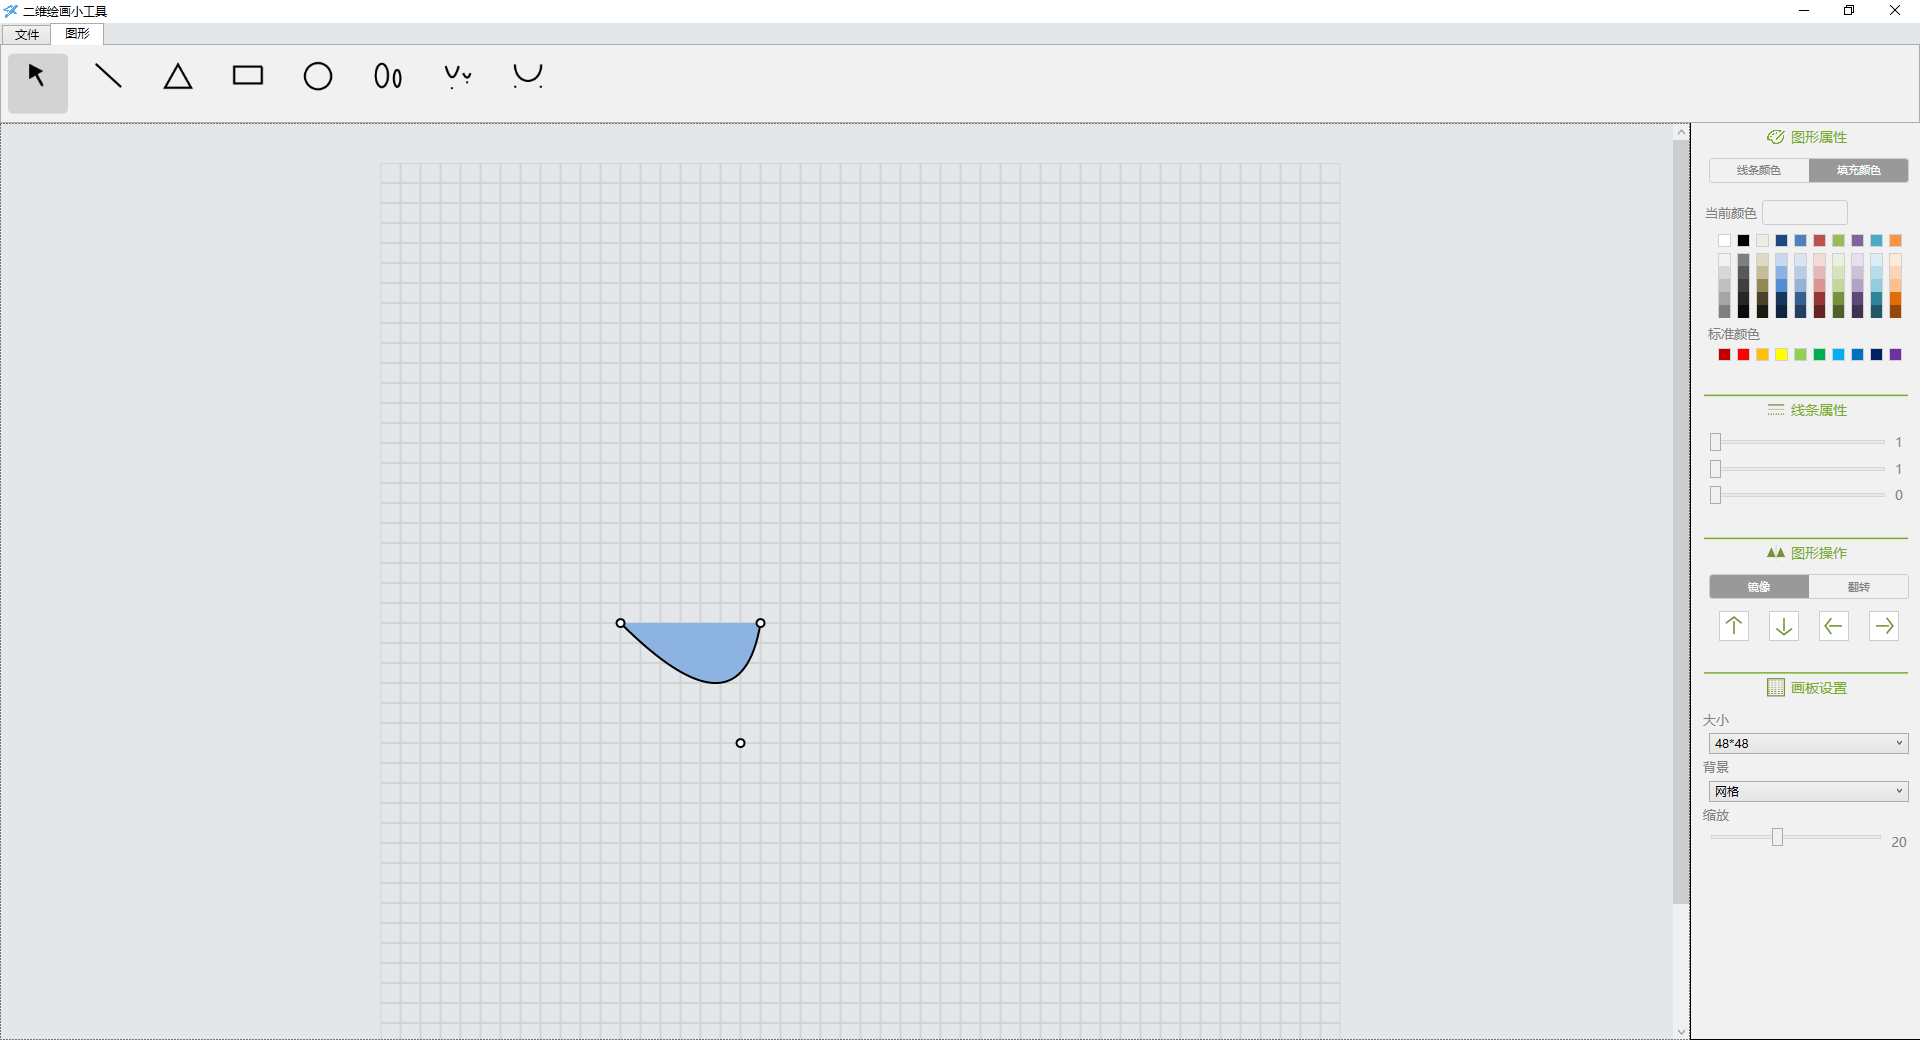 二维绘画小工具
文件 图形
图形属性
线条颜色 填充颜色
当前颜色
标准颜色
线条属性
1
1
0
图形操作
镜像 翻转
画板设置
大小
48*48
背景
网格
缩放
20